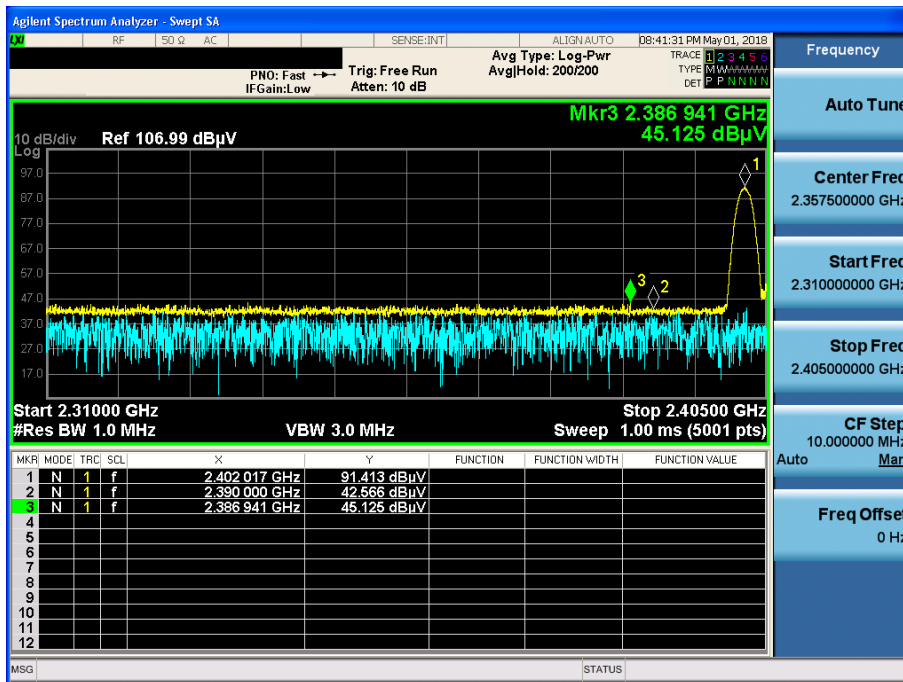 Agilent Spectrum Analyzer - Swept SA
LXI RF 50 Ω AC SENSE:INT ALIGN AUTO 08:41:31 PM May 01, 2018
Frequency
PNO: Fast Trig: Free Run Avg Type: Log-Pwr TRACE 1 2 3 4 5 6
IFGain:Low Atten: 10 dB Avg|Hold: 200/200 TYPE M W W W W W
DET P P N N N N
Auto Tune
Mkr3 2.386 941 GHz
45.125 dBµV
10 dB/div Ref 106.99 dBµV
Log
97.0
87.0
77.0
67.0
57.0
47.0
37.0
27.0
17.0
1
3
2
Center Freq
2.357500000 GHz
Start Freq
2.310000000 GHz
Stop Freq
2.405000000 GHz
Start 2.31000 GHz Stop 2.40500 GHz
#Res BW 1.0 MHz VBW 3.0 MHz Sweep 1.00 ms (5001 pts)
CF Step
10.000000 MHz
Auto Man
MKR MODE TRC SCL X Y FUNCTION FUNCTION WIDTH FUNCTION VALUE
1 N 1 f 2.402 017 GHz 91.413 dBµV
2 N 1 f 2.390 000 GHz 42.566 dBµV
3 N 1 f 2.386 941 GHz 45.125 dBµV
4
5
6
7
8
9
10
11
12
Freq Offset
0 Hz
MSG STATUS